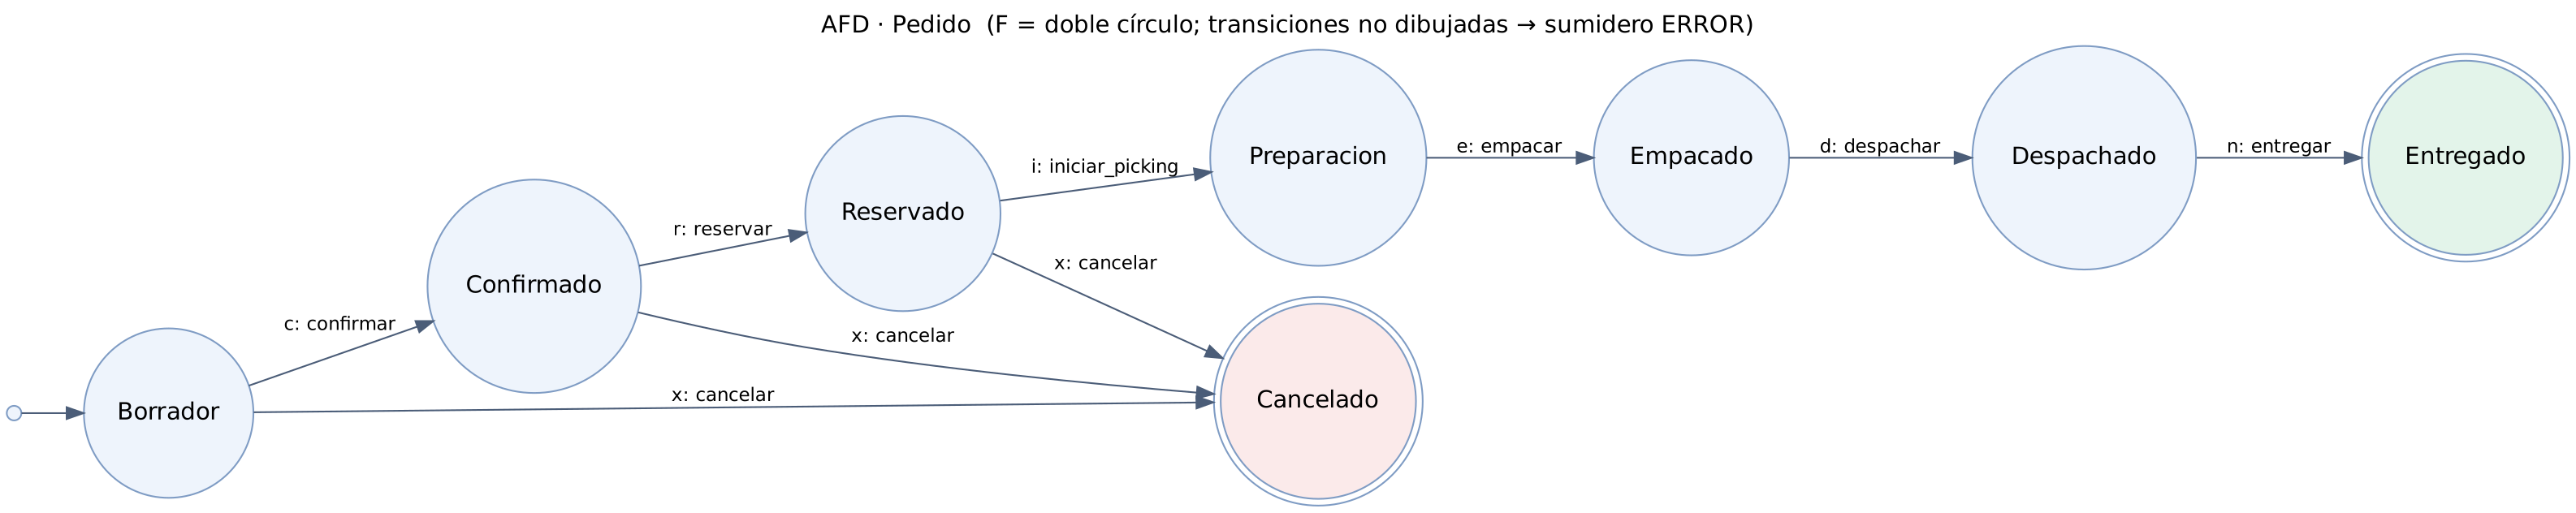 AFD · Pedido  (F = doble círculo; transiciones no dibujadas → sumidero ERROR)
Borrador
c: confirmar
x: cancelar
Confirmado
r: reservar
x: cancelar
Reservado
i: iniciar_picking
x: cancelar
Preparacion
e: empacar
Cancelado
Empacado
d: despachar
Despachado
n: entregar
Entregado